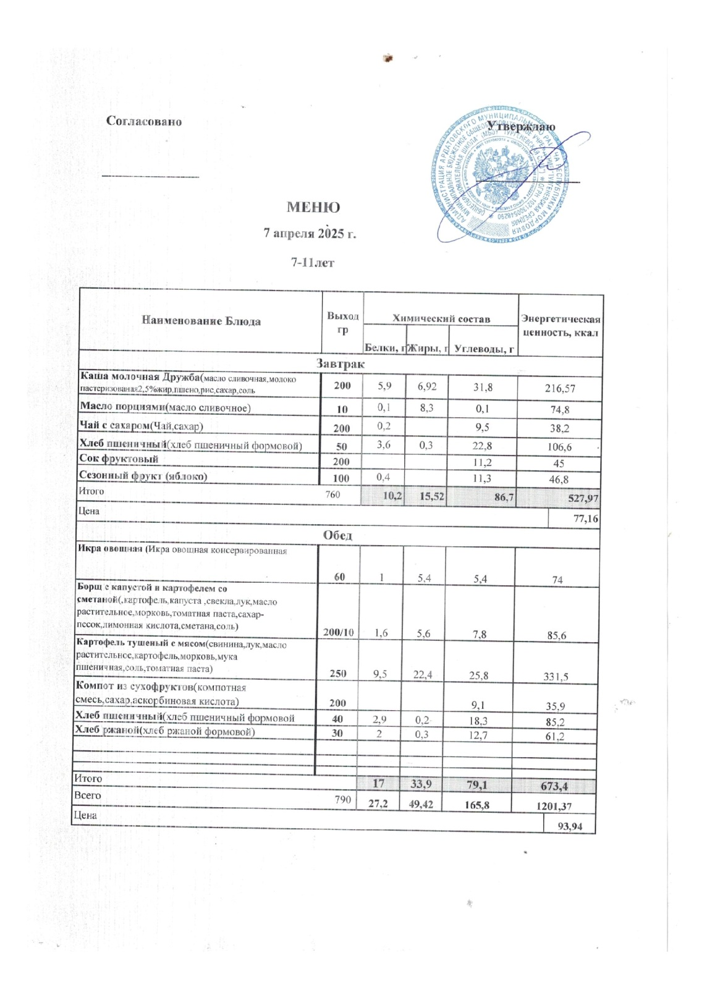 Согласовано
Утверждаю
МЕНЮ
7 апреля 2025 г.
7-11лет
Наименование Блюда
Выход гр
Химический состав
Энергетическая ценность, ккал
Белки, г Жиры, г Углеводы, г
Завтрак
Каша молочная Дружба(масло сливочная,молоко
пастеризованая2,5%жир,пшено,рис,сахар,соль 200 5,9 6,92 31,8 216,57
Масло порциями(масло сливочное) 10 0,1 8,3 0,1 74,8
Чай с сахаром(Чай,сахар) 200 0,2 9,5 38,2
Хлеб пшеничный(хлеб пшеничный формовой) 50 3,6 0,3 22,8 106,6
Сок фруктовый 200 11,2 45
Сезонный фрукт (яблоко) 100 0,4 11,3 46,8
Итого 760 10,2 15,52 86,7 527,97
Цена 77,16
Обед
Икра овощная (Икра овощная консервированная
60 1 5,4 5,4 74
Борщ с капустой и картофелем со
сметаной(,картофель,капуста ,свекла,лук,масло
растительное,морковь,томатная паста,сахар-
песок,лимонная кислота,сметана,соль) 200/10 1,6 5,6 7,8 85,6
Картофель тушеный с мясом(свинина,лук,масло
растительное,картофель,морковь,мука
пшеничная,соль,томатная паста) 250 9,5 22,4 25,8 331,5
Компот из сухофруктов(компотная
смесь,сахар,аскорбиновая кислота) 200 9,1 35,9
Хлеб пшеничный(хлеб пшеничный формовой 40 2,9 0,2 18,3 85,2
Хлеб ржаной(хлеб ржаной формовой) 30 2 0,3 12,7 61,2
Итого 17 33,9 79,1 673,4
Всего 790 27,2 49,42 165,8 1201,37
Цена 93,94